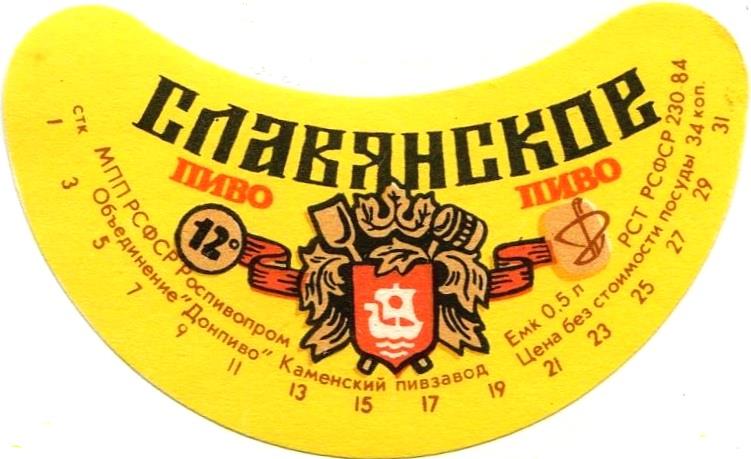 СЛАВЯНСКОЕ
ПИВО
ПИВО
12°
стк
МПП РСФСР Роспивопром
Объединение "Донпиво" Каменский пивзавод
РСТ РСФСР 230 84
Емк 0.5 л
Цена без стоимости посуды 34 коп.
1 3 5 7 9 11 13 15 17 19 21 23 25 27 29 31